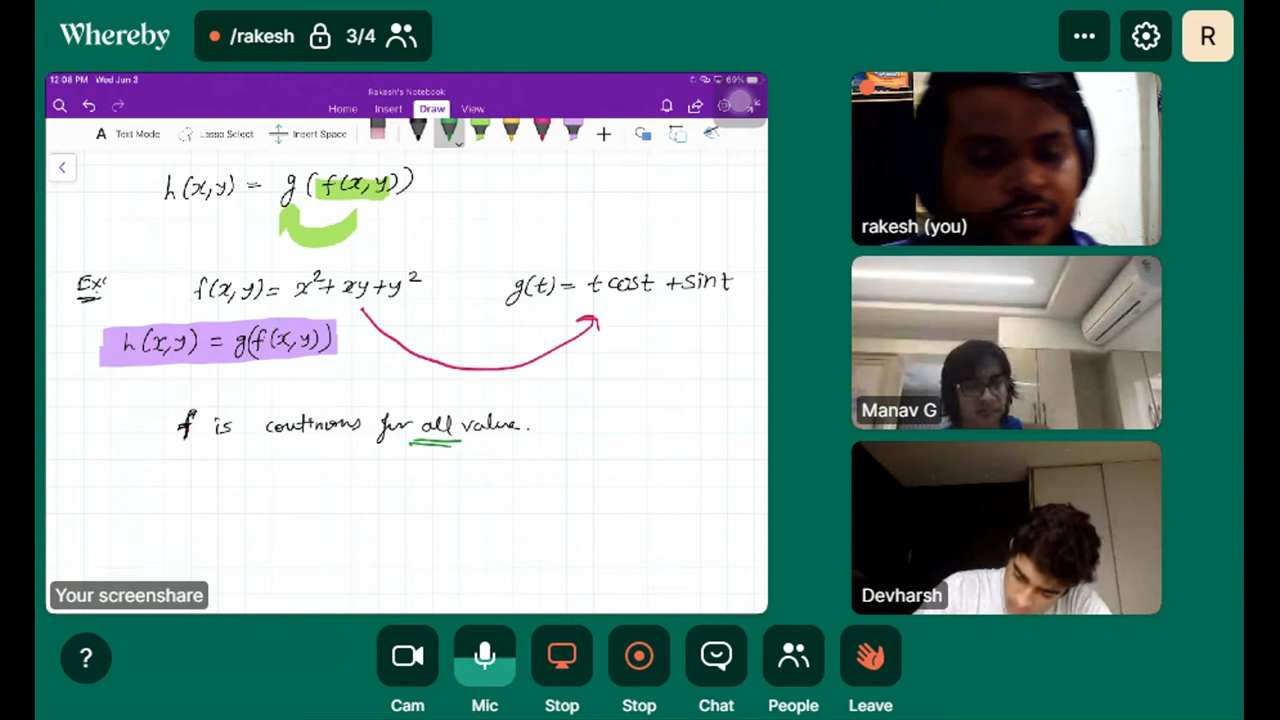 Whereby
/rakesh 3/4
R
12:08 PM Wed Jun 3
69%
Rakesh's Notebook
Home Insert Draw View
A Text Mode Lasso Select Insert Space
h(x,y) = g(f(x,y))
Ex:
f(x,y) = x²+xy+y²
g(t) = t cost + sint
h(x,y) = g(f(x,y))
f is continous for all value.
Your screenshare
rakesh (you)
Manav G
Devharsh
?
Cam
Mic
Stop
Stop
Chat
People
Leave